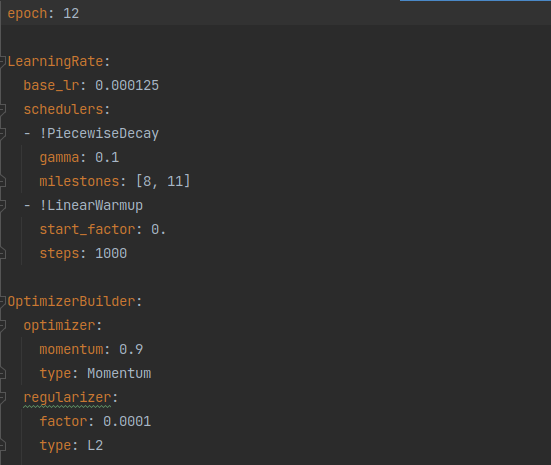 epoch: 12
LearningRate:
base_lr: 0.000125
schedulers:
- !PiecewiseDecay
gamma: 0.1
milestones: [8, 11]
- !LinearWarmup
start_factor: 0.
steps: 1000
OptimizerBuilder:
optimizer:
momentum: 0.9
type: Momentum
regularizer:
factor: 0.0001
type: L2